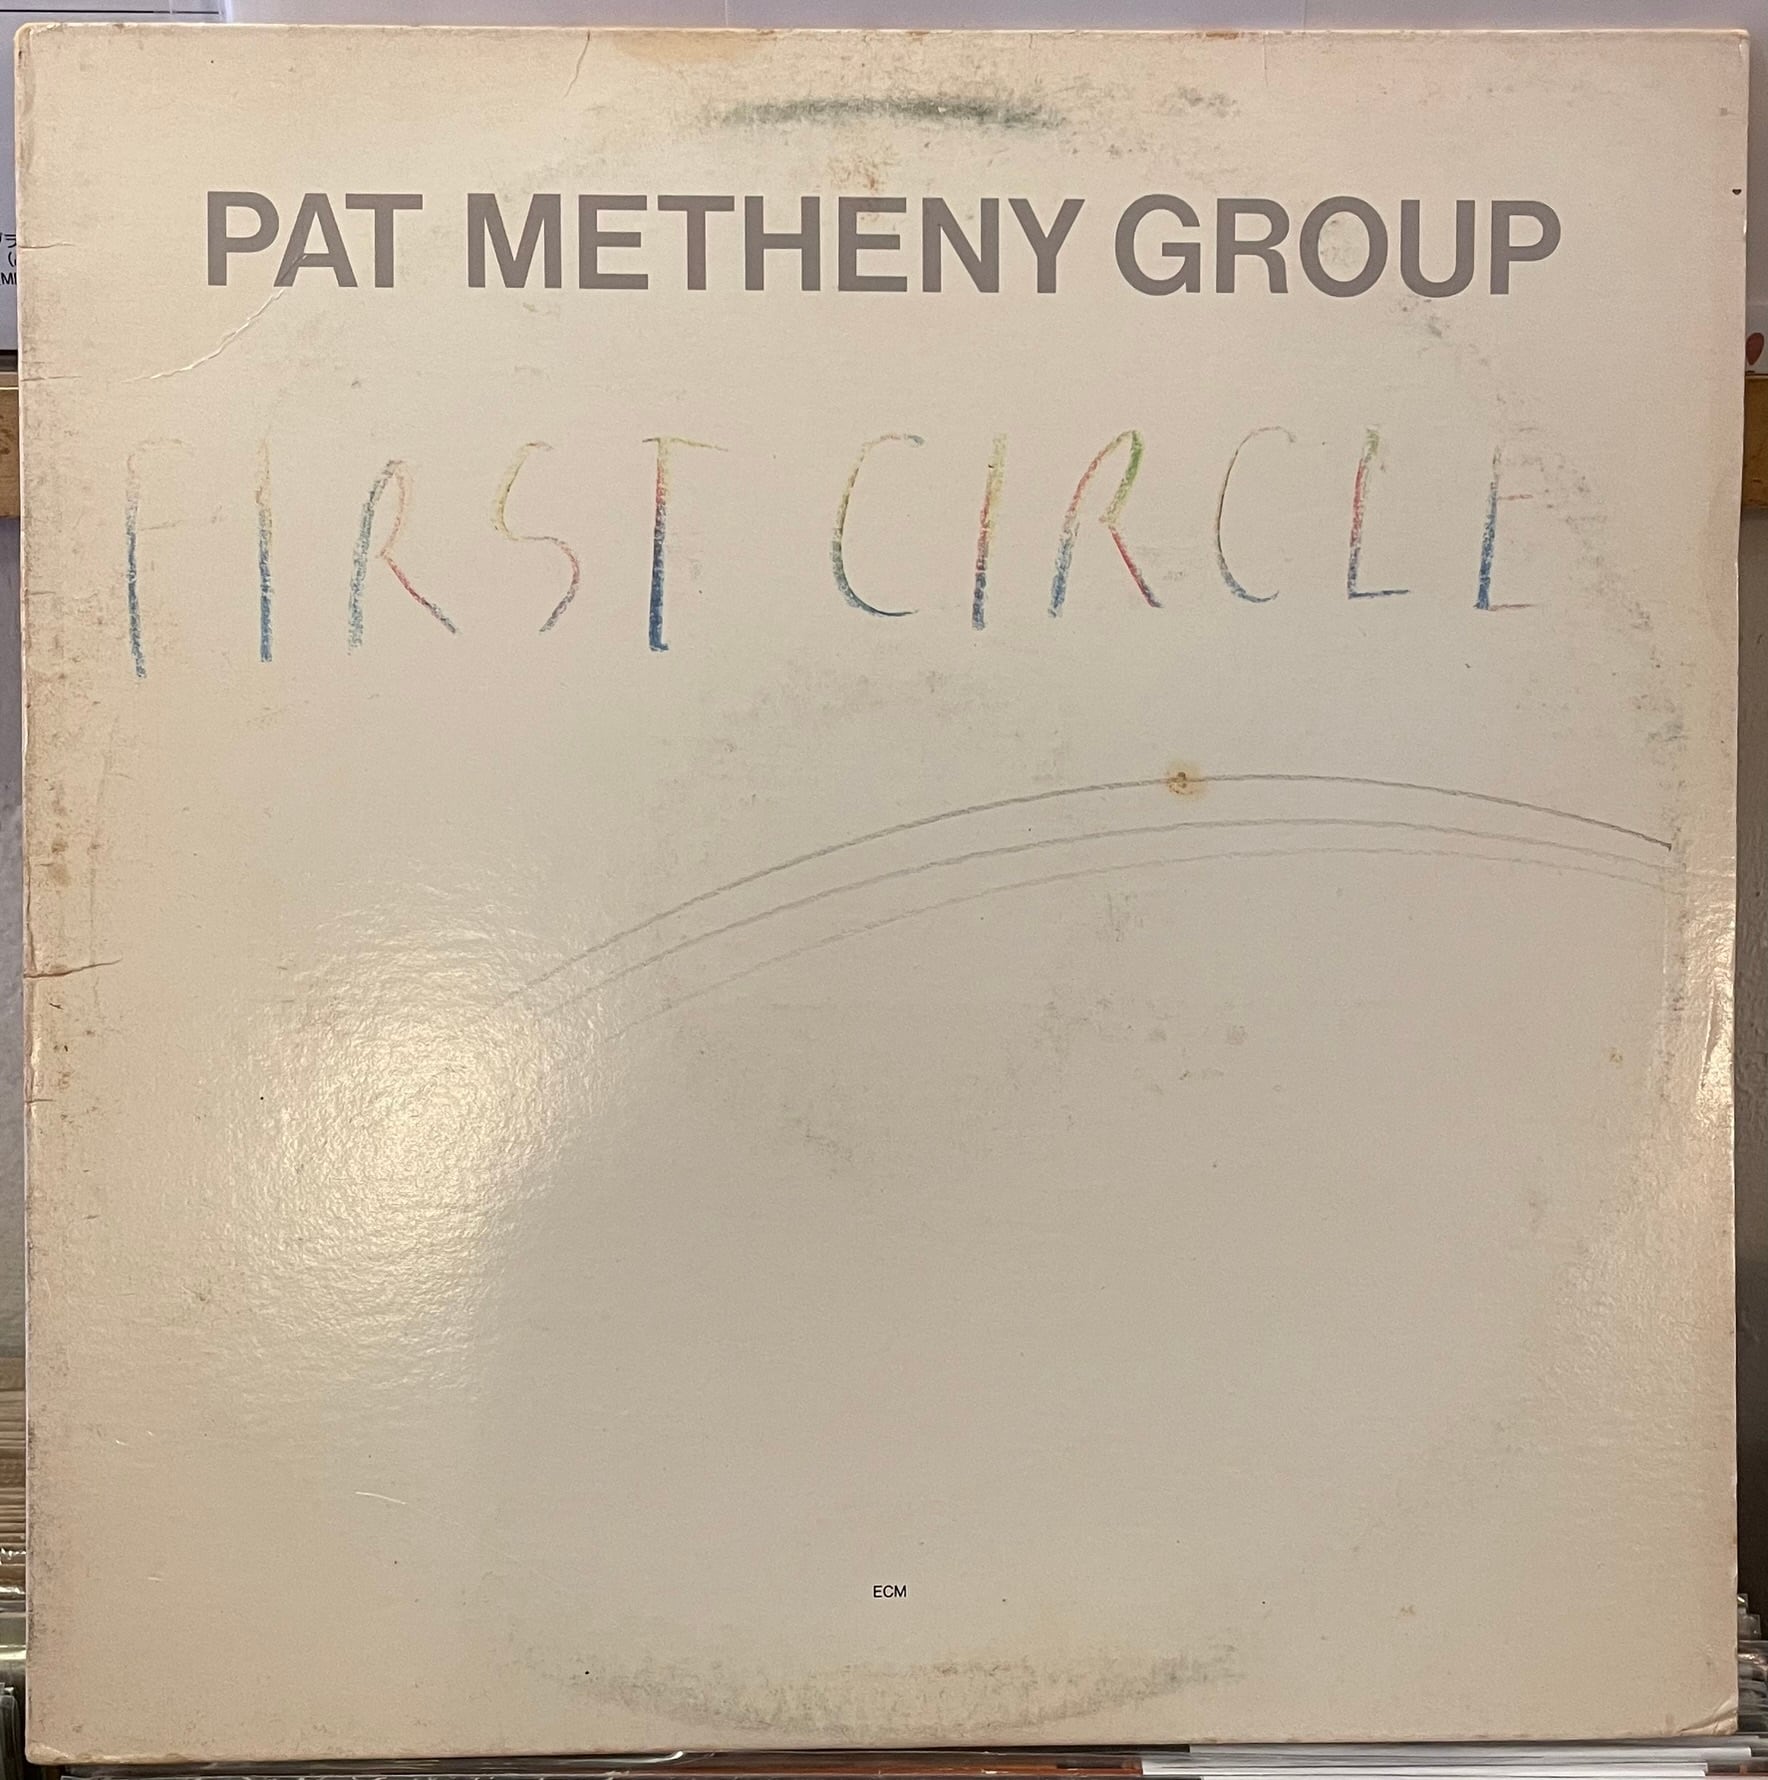 PAT METHENY GROUP
FIRST CIRCLE
ECM